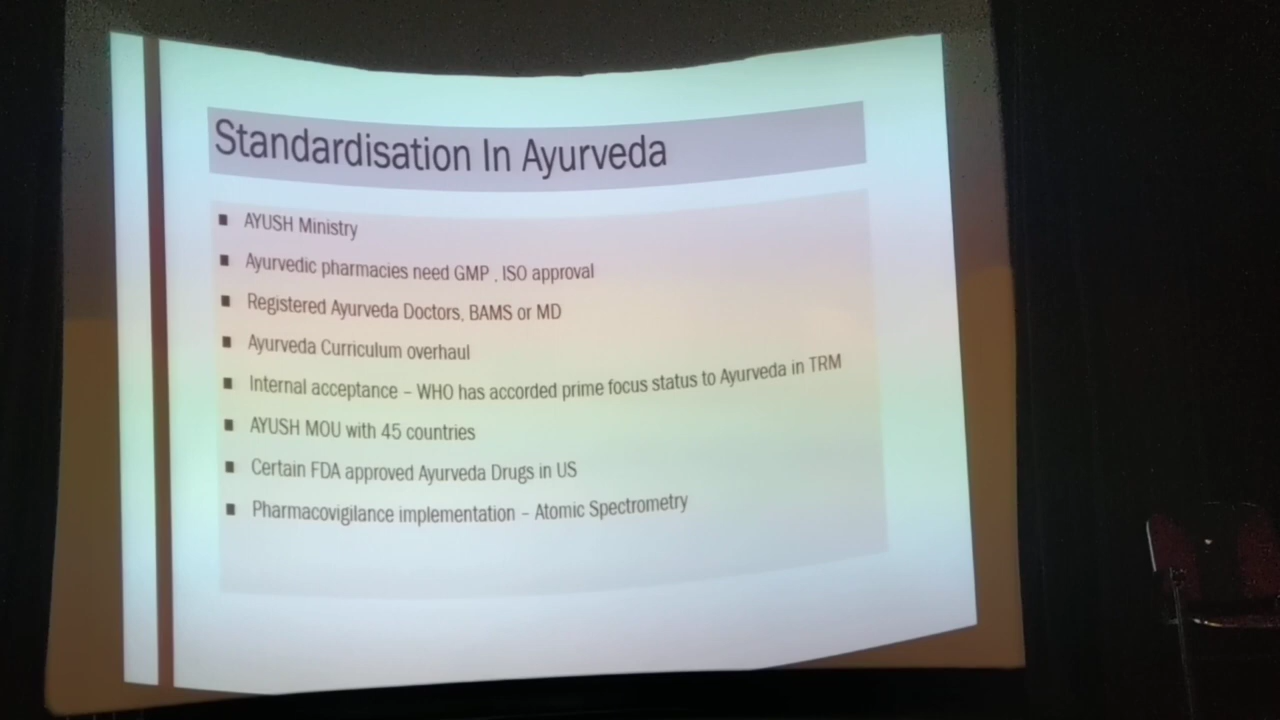 Standardisation In Ayurveda
■ AYUSH Ministry
■ Ayurvedic pharmacies need GMP , ISO approval
■ Registered Ayurveda Doctors, BAMS or MD
■ Ayurveda Curriculum overhaul
■ Internal acceptance – WHO has accorded prime focus status to Ayurveda in TRM
■ AYUSH MOU with 45 countries
■ Certain FDA approved Ayurveda Drugs in US
■ Pharmacovigilance implementation – Atomic Spectrometry